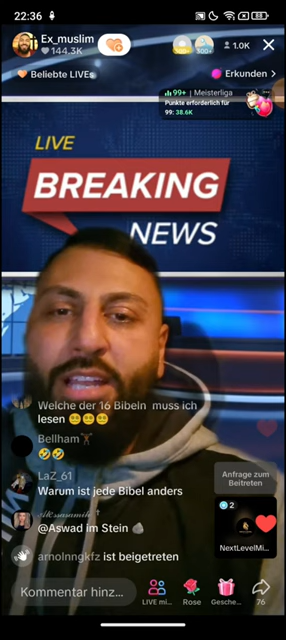 22:36
88
Ex_muslim
144.3K
300+
1.0K
Beliebte LIVEs
Erkunden >
99+ | Meisterliga
Punkte erforderlich für
99: 38.6K
LIVE
BREAKING
NEWS
Welche der 16 Bibeln muss ich
lesen
Bellham
LaZ_61
Warum ist jede Bibel anders
@Aswad im Stein
arnolnngkfz ist beigetreten
Anfrage zum
Beitreten
2
NextLevelMi...
Kommentar hinz...
LIVE mi...
Rose
Gesche...
76